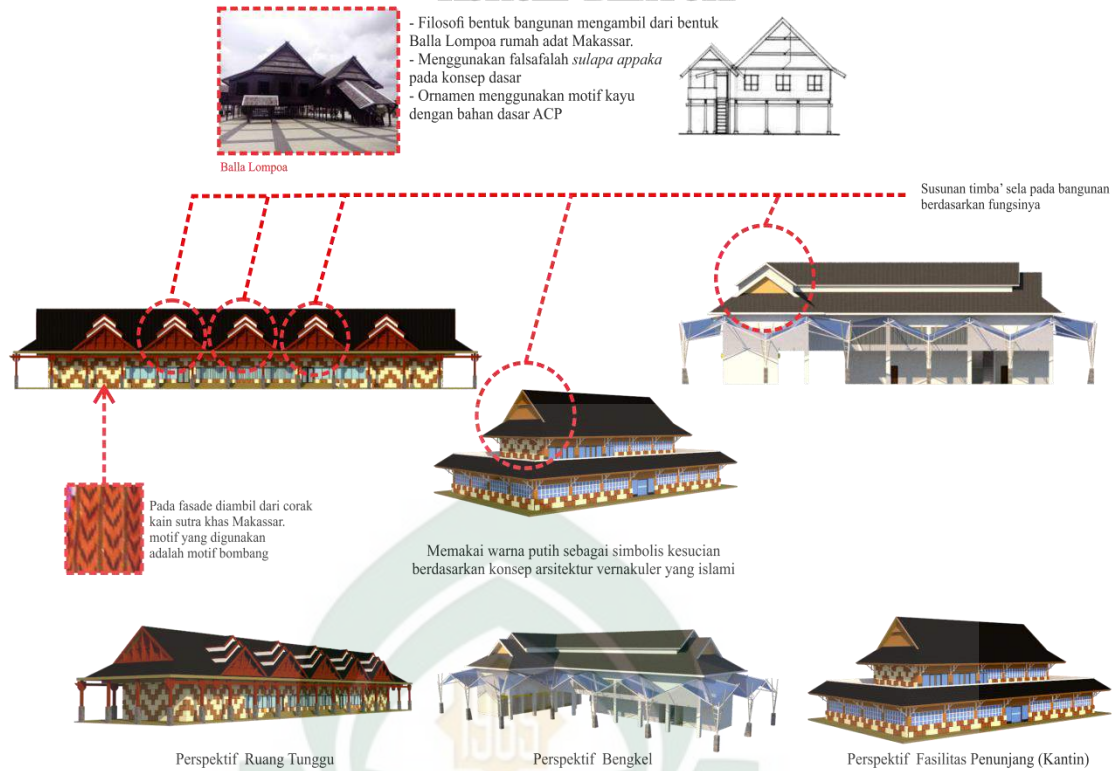 - Filosofi bentuk bangunan mengambil dari bentuk
Balla Lompoa rumah adat Makassar.
- Menggunakan falsafalah sulapa appaka
pada konsep dasar
- Ornamen menggunakan motif kayu
dengan bahan dasar ACP
Balla Lompoa
Susunan timba’ sela pada bangunan
berdasarkan fungsinya
Pada fasade diambil dari corak
kain sutra khas Makassar.
motif yang digunakan
adalah motif bombang
Memakai warna putih sebagai simbolis kesucian
berdasarkan konsep arsitektur vernakuler yang islami
1905
Perspektif Ruang Tunggu
Perspektif Bengkel
Perspektif Fasilitas Penunjang (Kantin)